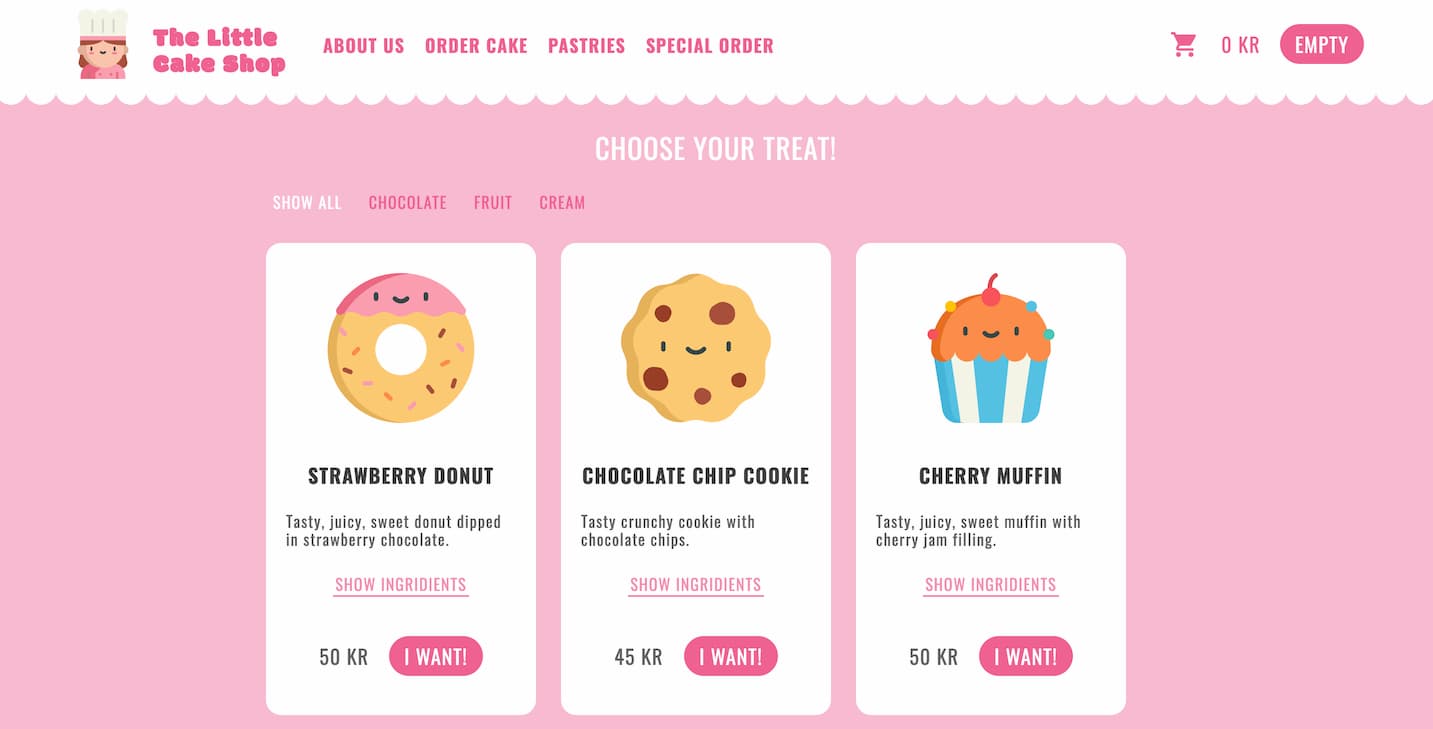 The Little
Cake Shop
ABOUT US
ORDER CAKE
PASTRIES
SPECIAL ORDER
0 KR
EMPTY
CHOOSE YOUR TREAT!
SHOW ALL
CHOCOLATE
FRUIT
CREAM
STRAWBERRY DONUT
Tasty, juicy, sweet donut dipped
in strawberry chocolate.
SHOW INGRIDIENTS
50 KR
I WANT!
CHOCOLATE CHIP COOKIE
Tasty crunchy cookie with
chocolate chips.
SHOW INGRIDIENTS
45 KR
I WANT!
CHERRY MUFFIN
Tasty, juicy, sweet muffin with
cherry jam filling.
SHOW INGRIDIENTS
50 KR
I WANT!